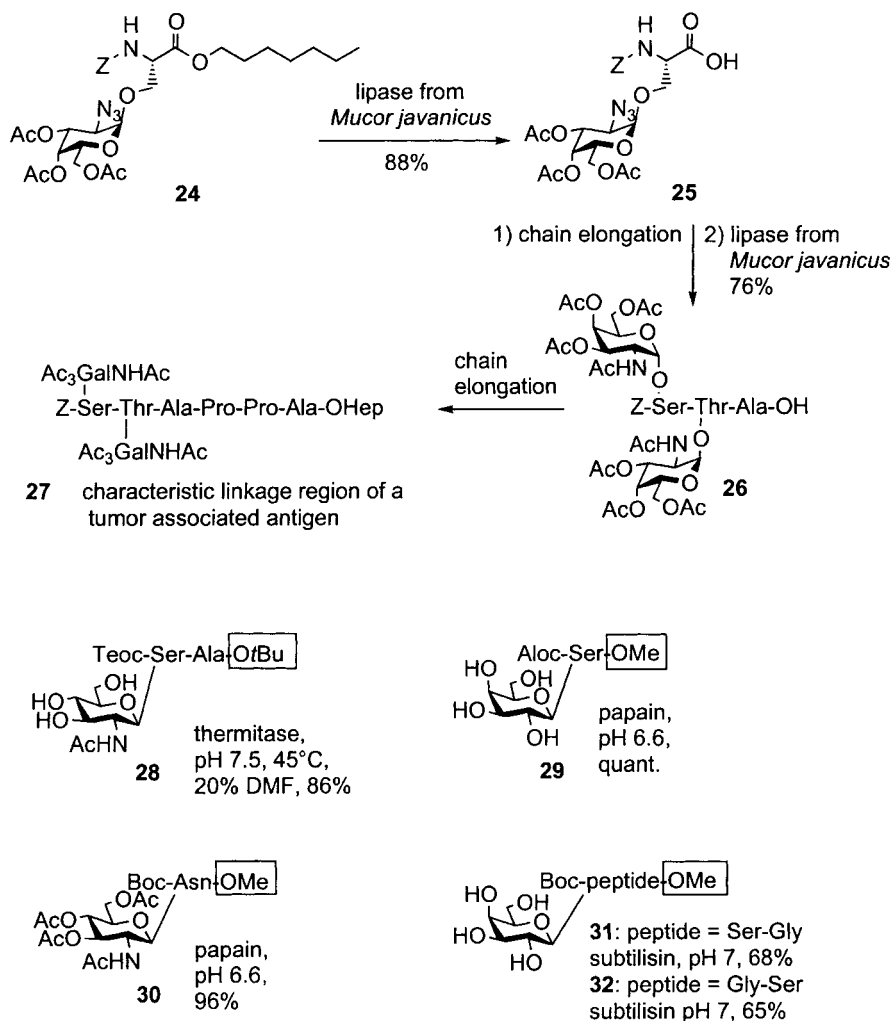 H
N
Z
O
O
O
N3
AcO
O
AcO
OAc
24
lipase from
Mucor javanicus
88%
H
N
Z
O
OH
O
N3
AcO
O
AcO
OAc
25
1) chain elongation
2) lipase from
Mucor javanicus
76%
AcO
OAc
O
AcO
AcHN
O
Z-Ser-Thr-Ala-OH
AcHN
O
AcO
O
AcO
OAc
26
chain
elongation
Ac3GalNHAc
Z-Ser-Thr-Ala-Pro-Pro-Ala-OHep
Ac3GalNHAc
27 characteristic linkage region of a
tumor associated antigen
Teoc-Ser-Ala-OtBu
OH
HO
O
HO
AcHN
28
thermitase,
pH 7.5, 45°C,
20% DMF, 86%
Aloc-Ser-OMe
HO
OH
O
HO
OH
29
papain,
pH 6.6,
quant.
Boc-Asn-OMe
OAc
AcO
O
AcO
AcHN
30
papain,
pH 6.6,
96%
Boc-peptide-OMe
HO
OH
O
HO
OH
31: peptide = Ser-Gly
subtilisin, pH 7, 68%
32: peptide = Gly-Ser
subtilisin pH 7, 65%